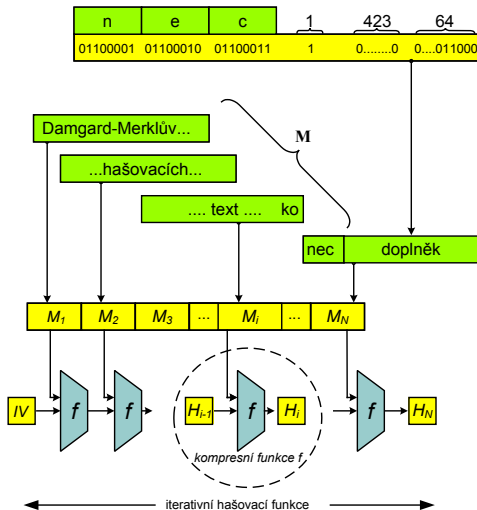 n e c 1 423 64
01100001 01100010 01100011 1 0........0 0....011000
Damgard-Merklův...
M
...hašovacích...
.... text .... ko
nec doplněk
M1 M2 M3 ... Mi ... MN
IV f f Hi-1 f Hi f HN
kompresní funkce f
iterativní hašovací funkce